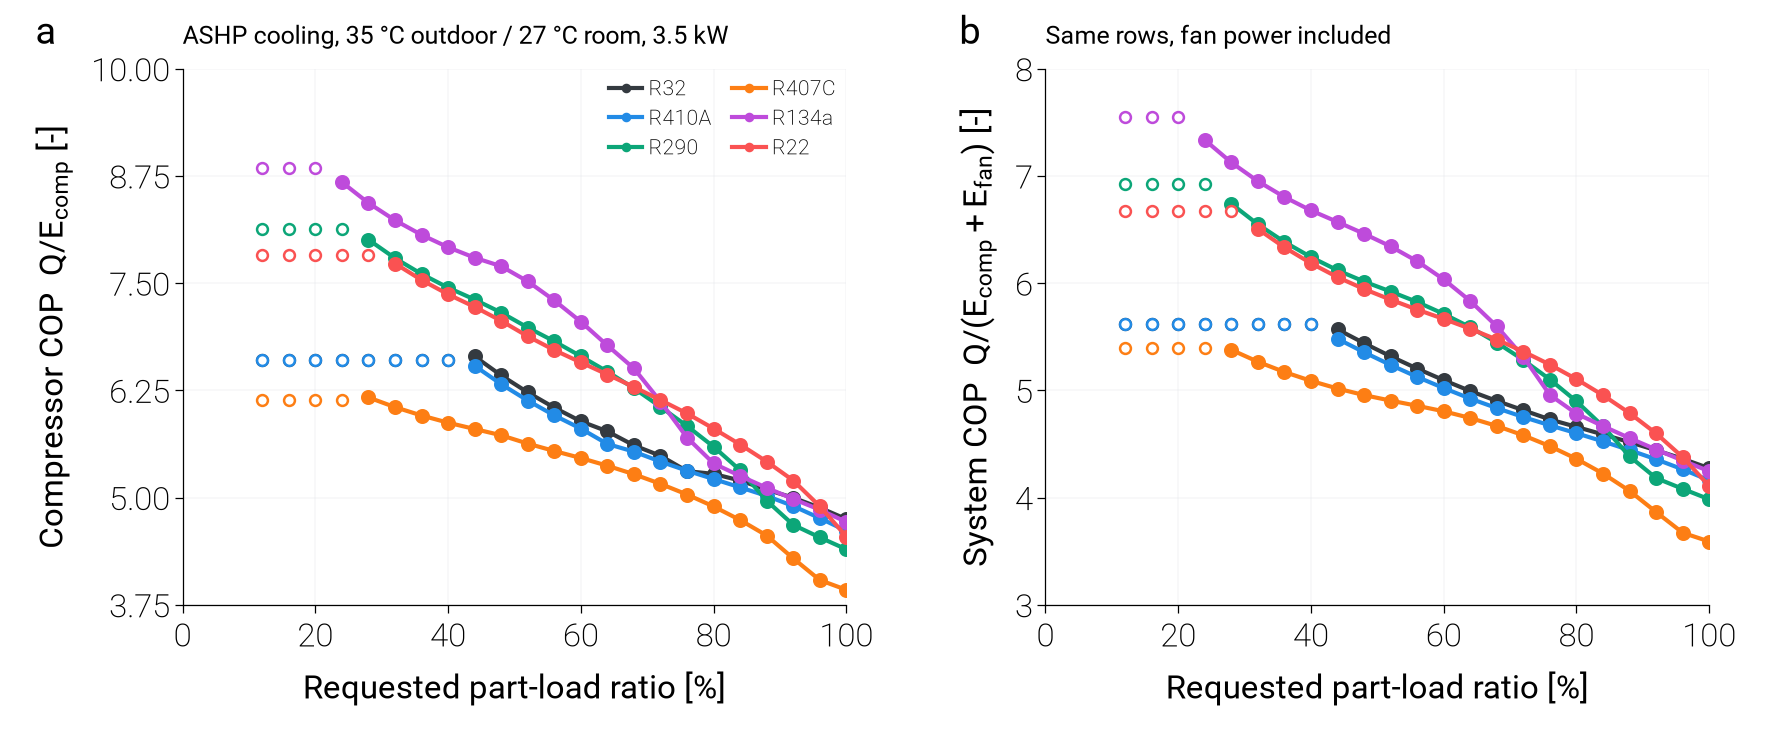 a
ASHP cooling, 35 °C outdoor / 27 °C room, 3.5 kW
Compressor COP Q/E_comp [-]
10.00
8.75
7.50
6.25
5.00
3.75
R32
R410A
R290
R407C
R134a
R22
0 20 40 60 80 100
Requested part-load ratio [%]
b
Same rows, fan power included
System COP Q/(E_comp + E_fan) [-]
8
7
6
5
4
3
0 20 40 60 80 100
Requested part-load ratio [%]